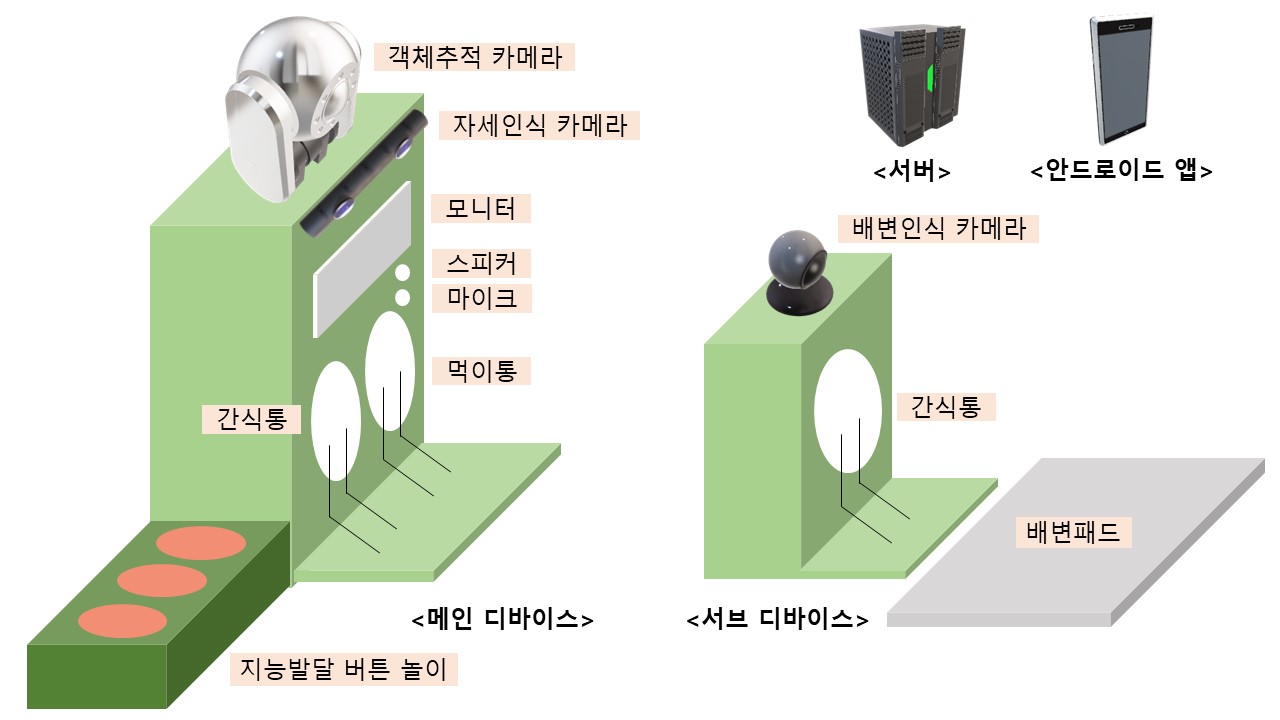 객체추적 카메라
자세인식 카메라
모니터
스피커
마이크
먹이통
간식통
<메인 디바이스>
지능발달 버튼 놀이
<서버>
<안드로이드 앱>
배변인식 카메라
간식통
배변패드
<서브 디바이스>